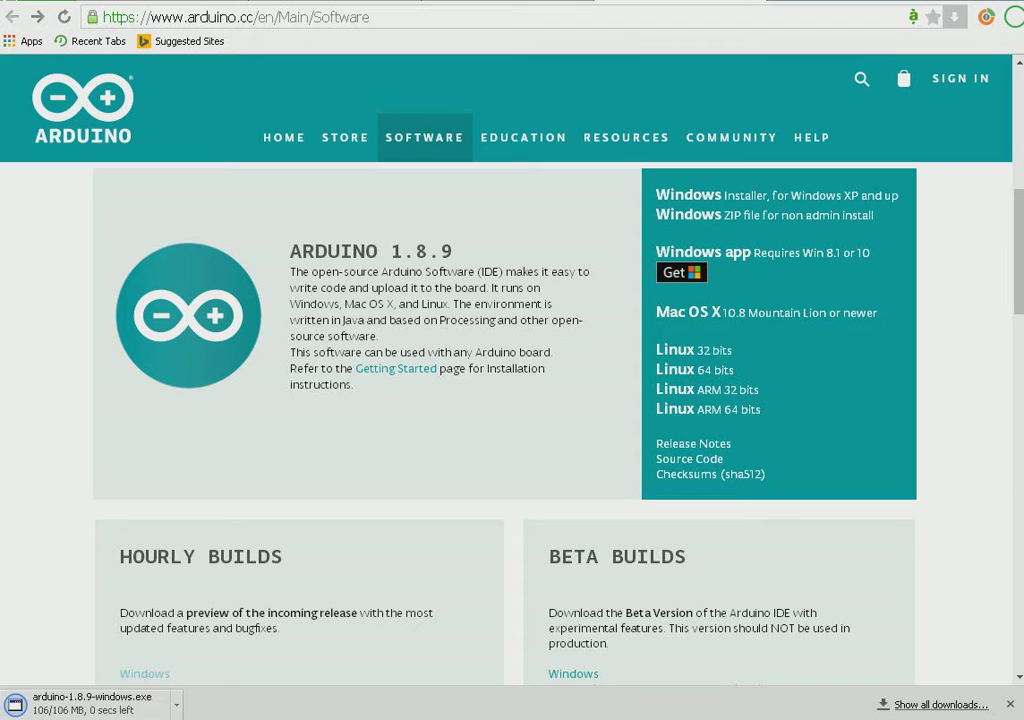 https://www.arduino.cc/en/Main/Software
Apps Recent Tabs Suggested Sites
SIGN IN
ARDUINO
HOME STORE SOFTWARE EDUCATION RESOURCES COMMUNITY HELP
ARDUINO 1.8.9
The open-source Arduino Software (IDE) makes it easy to
write code and upload it to the board. It runs on
Windows, Mac OS X, and Linux. The environment is
written in Java and based on Processing and other open-
source software.
This software can be used with any Arduino board.
Refer to the Getting Started page for Installation
instructions.
Windows Installer, for Windows XP and up
Windows ZIP file for non admin install
Windows app Requires Win 8.1 or 10
Get
Mac OS X 10.8 Mountain Lion or newer
Linux 32 bits
Linux 64 bits
Linux ARM 32 bits
Linux ARM 64 bits
Release Notes
Source Code
Checksums (sha512)
HOURLY BUILDS
Download a preview of the incoming release with the most
updated features and bugfixes.
Windows
BETA BUILDS
Download the Beta Version of the Arduino IDE with
experimental features. This version should NOT be used in
production.
Windows
arduino-1.8.9-windows.exe
106/106 MB, 0 secs left
Show all downloads...